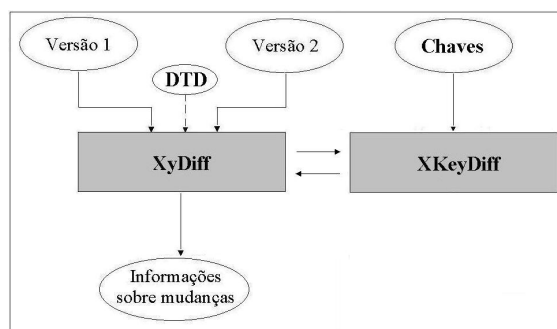 Versão 1
Versão 2
Chaves
DTD
XyDiff
XKeyDiff
Informações
sobre mudanças